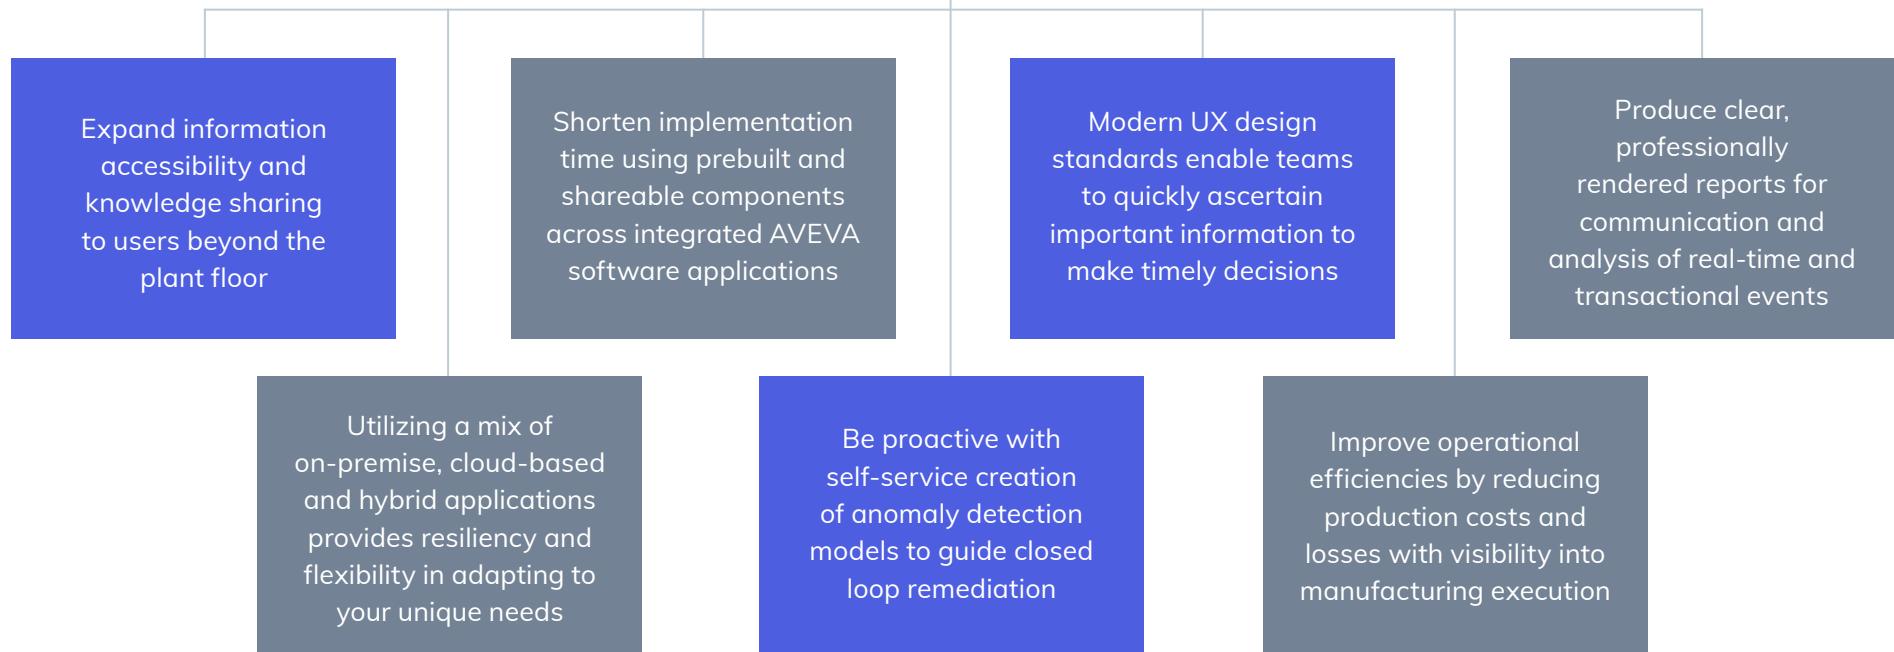 Expand information
accessibility and
knowledge sharing
to users beyond the
plant floor
Shorten implementation
time using prebuilt and
shareable components
across integrated AVEVA
software applications
Modern UX design
standards enable teams
to quickly ascertain
important information to
make timely decisions
Produce clear,
professionally
rendered reports for
communication and
analysis of real-time and
transactional events
Utilizing a mix of
on-premise, cloud-based
and hybrid applications
provides resiliency and
flexibility in adapting to
your unique needs
Be proactive with
self-service creation
of anomaly detection
models to guide closed
loop remediation
Improve operational
efficiencies by reducing
production costs and
losses with visibility into
manufacturing execution